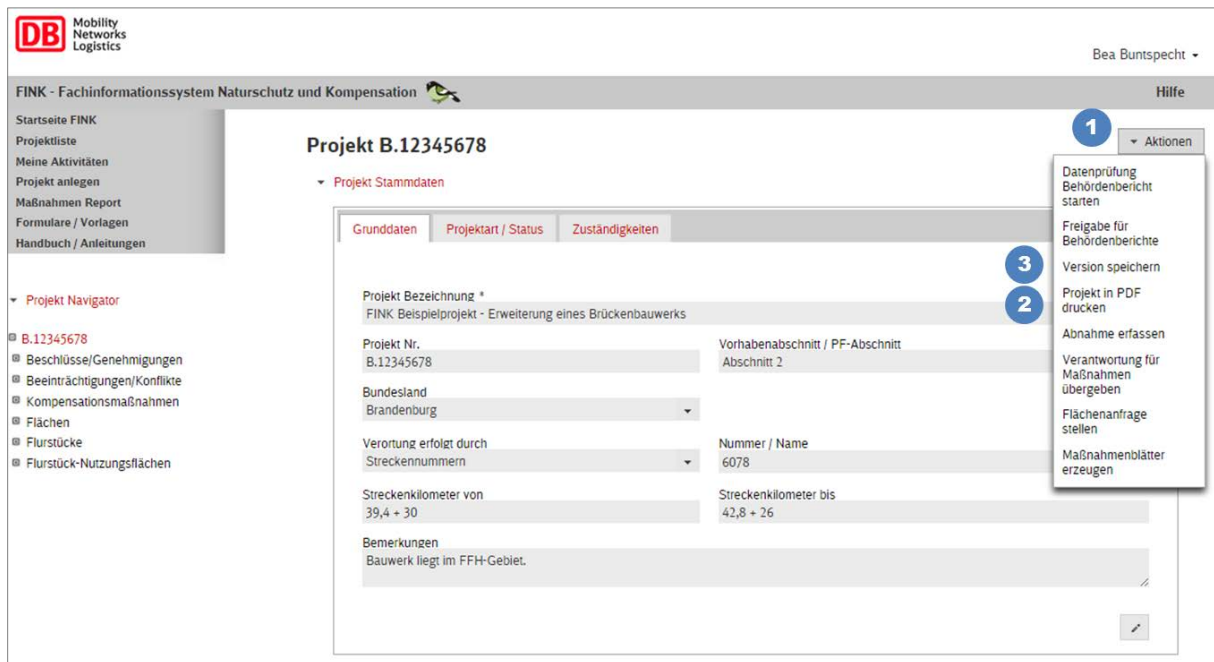 DB
Mobility
Networks
Logistics
Bea Buntspecht
FINK - Fachinformationssystem Naturschutz und Kompensation
Hilfe
Startseite FINK
Projektliste
Meine Aktivitäten
Projekt anlegen
Maßnahmen Report
Formulare / Vorlagen
Handbuch / Anleitungen
Projekt Navigator
B.12345678
Beschlüsse/Genehmigungen
Beeinträchtigungen/Konflikte
Kompensationsmaßnahmen
Flächen
Flurstücke
Flurstück-Nutzungsflächen
Projekt B.12345678
Projekt Stammdaten
Grunddaten Projektart / Status Zuständigkeiten
Projekt Bezeichnung *
FINK Beispielprojekt - Erweiterung eines Brückenbauwerks
Projekt Nr. Vorhabenabschnitt / PF-Abschnitt
B.12345678 Abschnitt 2
Bundesland
Brandenburg
Verortung erfolgt durch Nummer / Name
Streckennummern 6078
Streckenkilometer von Streckenkilometer bis
39,4 + 30 42,8 + 26
Bemerkungen
Bauwerk liegt im FFH-Gebiet.
1
Aktionen
Datenprüfung
Behördenbericht
starten
Freigabe für
Behördenberichte
3
Version speichern
2
Projekt in PDF
drucken
Abnahme erfassen
Verantwortung für
Maßnahmen
übergeben
Flächenanfrage
stellen
Maßnahmenblätter
erzeugen